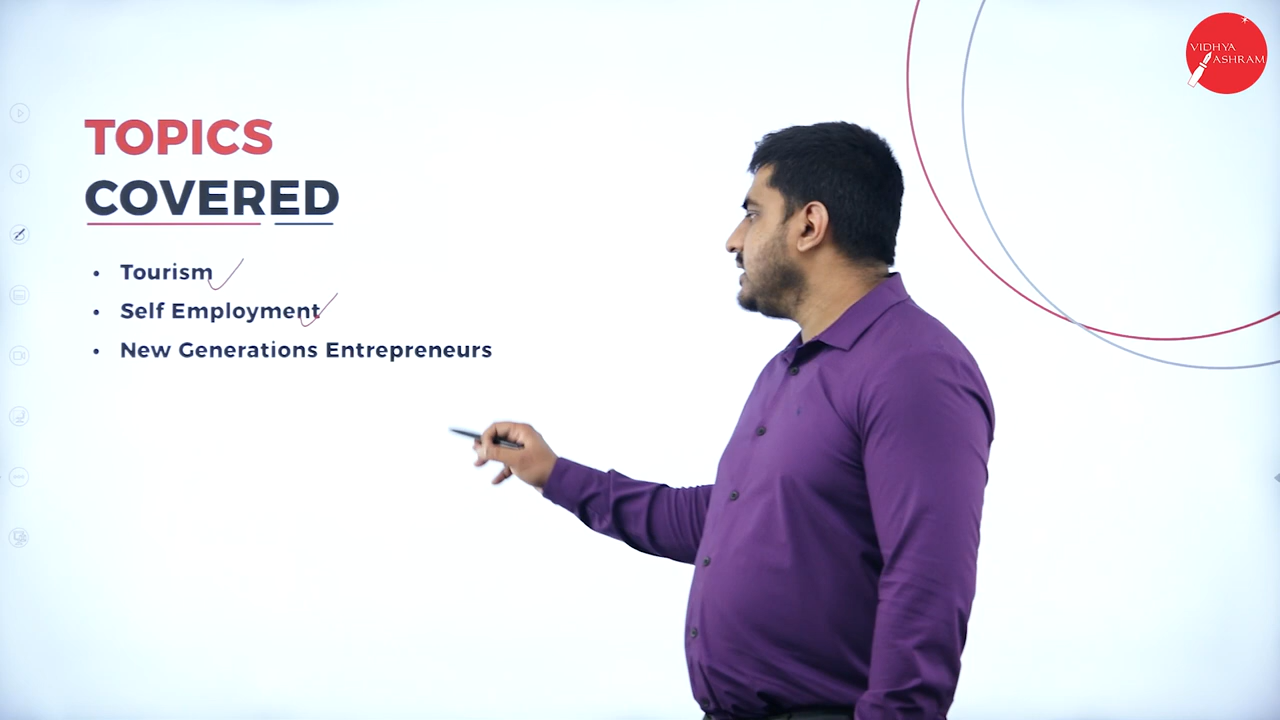 VIDHYA
ASHRAM
TOPICS
COVERED
• Tourism
• Self Employment
• New Generations Entrepreneurs